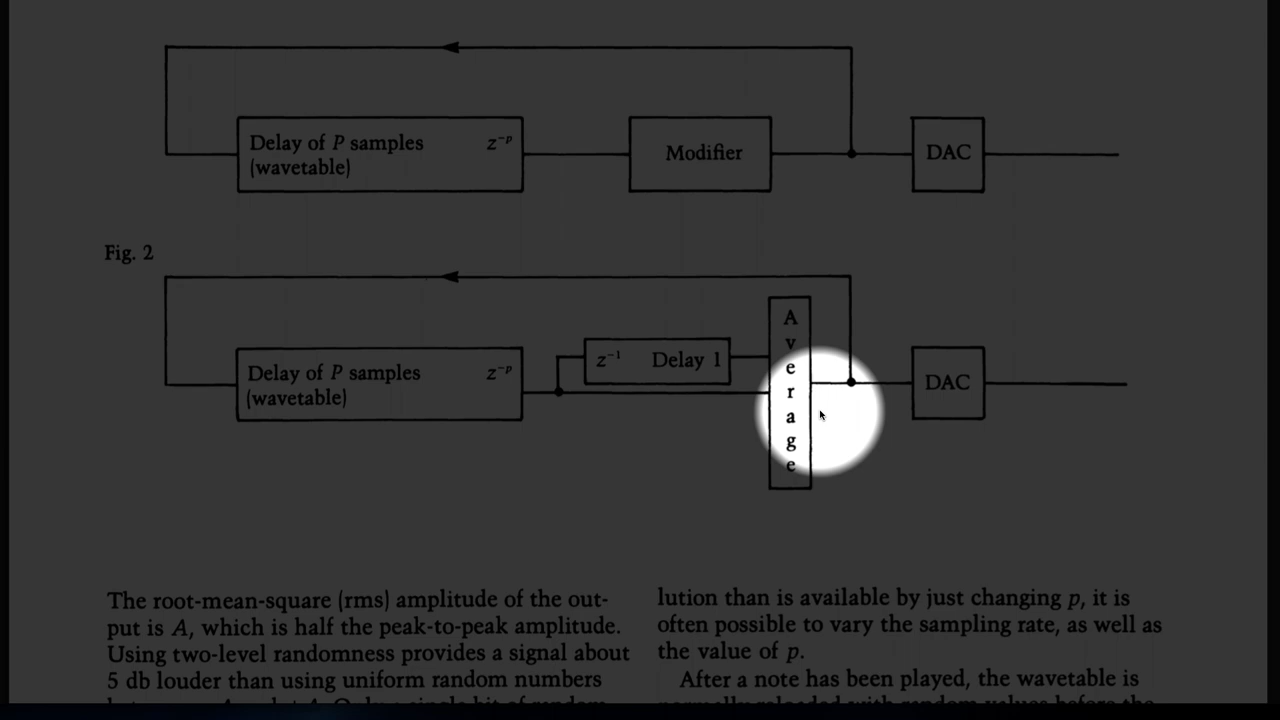 Delay of P samples z⁻ᵖ
(wavetable)
Modifier
DAC
Fig. 2
Delay of P samples z⁻ᵖ
(wavetable)
z⁻¹ Delay 1
Average
DAC
The root-mean-square (rms) amplitude of the out-
put is A, which is half the peak-to-peak amplitude.
Using two-level randomness provides a signal about
5 db louder than using uniform random numbers
lution than is available by just changing p, it is
often possible to vary the sampling rate, as well as
the value of p.
After a note has been played, the wavetable is